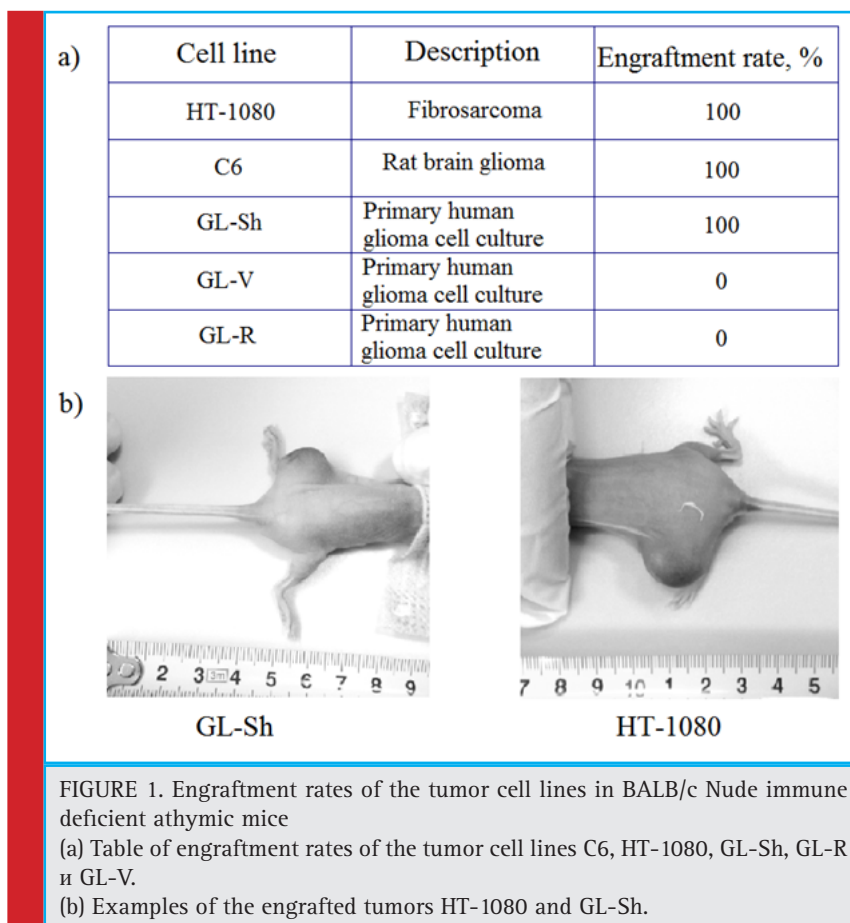 a)
Cell line Description Engraftment rate, %
HT-1080 Fibrosarcoma 100
C6 Rat brain glioma 100
GL-Sh Primary human glioma cell culture 100
GL-V Primary human glioma cell culture 0
GL-R Primary human glioma cell culture 0
b)
2 3 3m 4 5 6 7 8 9
7 8 9 10 1 2 3 4 5
GL-Sh HT-1080
FIGURE 1. Engraftment rates of the tumor cell lines in BALB/c Nude immune
deficient athymic mice
(a) Table of engraftment rates of the tumor cell lines C6, HT-1080, GL-Sh, GL-R
и GL-V.
(b) Examples of the engrafted tumors HT-1080 and GL-Sh.